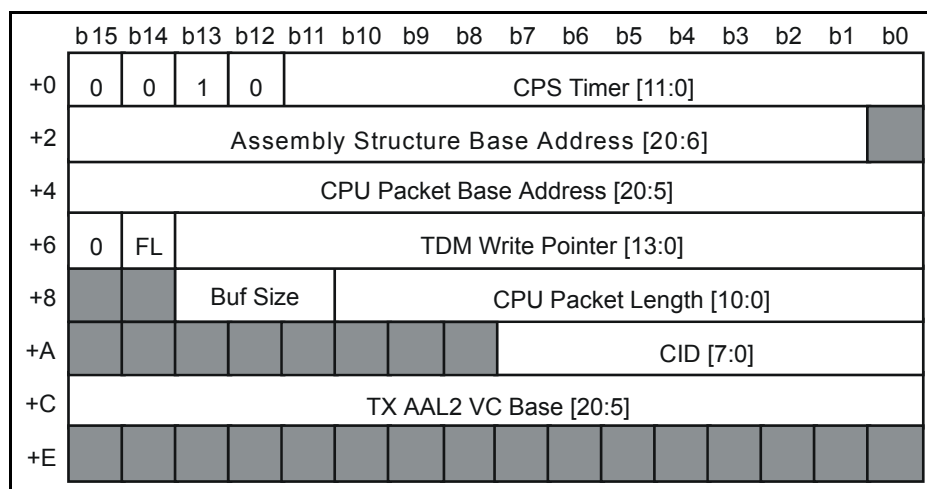 b15 b14 b13 b12 b11 b10 b9 b8 b7 b6 b5 b4 b3 b2 b1 b0
+0 0 0 1 0 CPS Timer [11:0]
+2 Assembly Structure Base Address [20:6]
+4 CPU Packet Base Address [20:5]
+6 0 FL TDM Write Pointer [13:0]
+8 Buf Size CPU Packet Length [10:0]
+A CID [7:0]
+C TX AAL2 VC Base [20:5]
+E